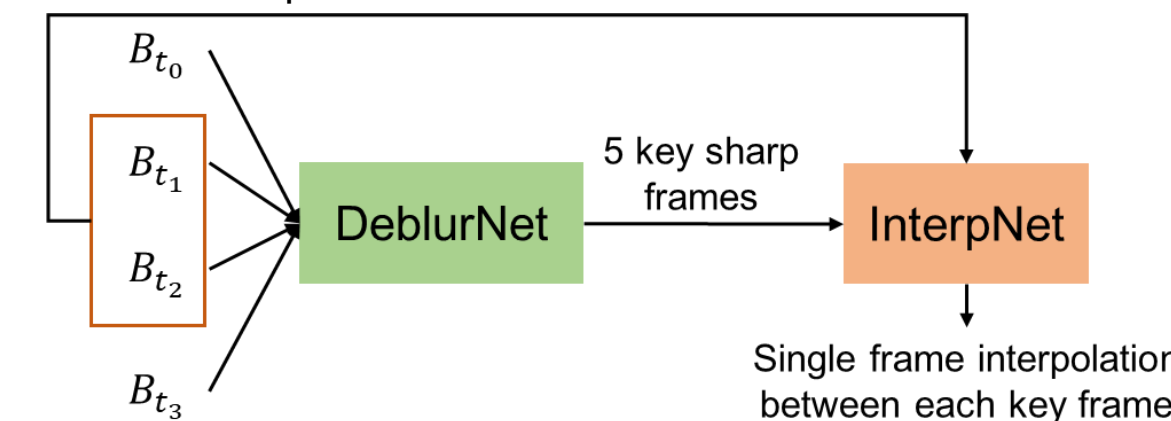 B_{t_0}
B_{t_1}
B_{t_2}
B_{t_3}
DeblurNet
5 key sharp
frames
InterpNet
Single frame interpolation
between each key frame